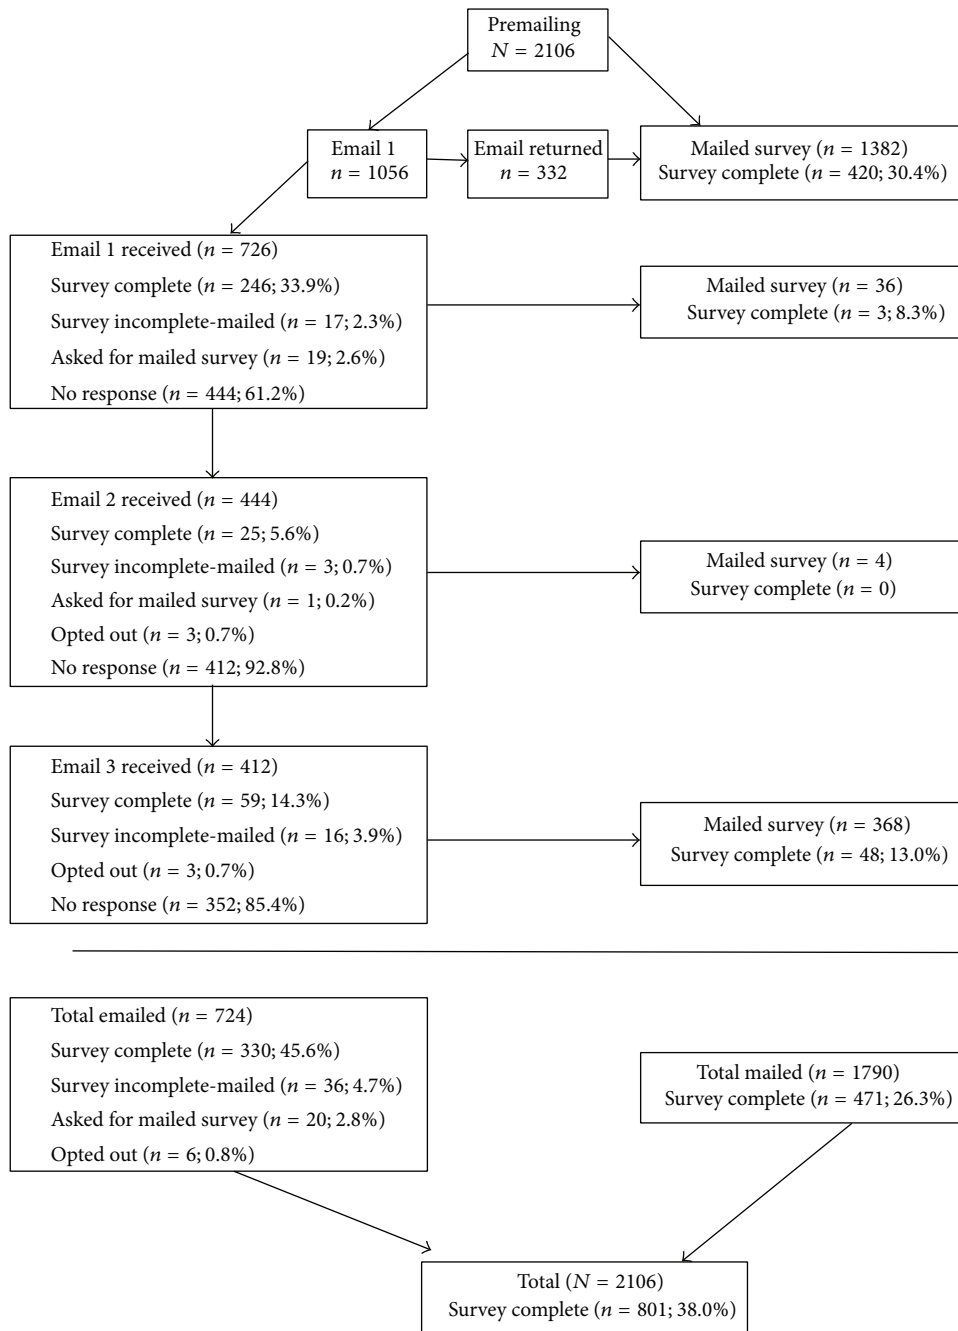 Premailing
N = 2106
Email 1
n = 1056
Email returned
n = 332
Mailed survey (n = 1382)
Survey complete (n = 420; 30.4%)
Email 1 received (n = 726)
Survey complete (n = 246; 33.9%)
Survey incomplete-mailed (n = 17; 2.3%)
Asked for mailed survey (n = 19; 2.6%)
No response (n = 444; 61.2%)
Mailed survey (n = 36)
Survey complete (n = 3; 8.3%)
Email 2 received (n = 444)
Survey complete (n = 25; 5.6%)
Survey incomplete-mailed (n = 3; 0.7%)
Asked for mailed survey (n = 1; 0.2%)
Opted out (n = 3; 0.7%)
No response (n = 412; 92.8%)
Mailed survey (n = 4)
Survey complete (n = 0)
Email 3 received (n = 412)
Survey complete (n = 59; 14.3%)
Survey incomplete-mailed (n = 16; 3.9%)
Opted out (n = 3; 0.7%)
No response (n = 352; 85.4%)
Mailed survey (n = 368)
Survey complete (n = 48; 13.0%)
Total emailed (n = 724)
Survey complete (n = 330; 45.6%)
Survey incomplete-mailed (n = 36; 4.7%)
Asked for mailed survey (n = 20; 2.8%)
Opted out (n = 6; 0.8%)
Total mailed (n = 1790)
Survey complete (n = 471; 26.3%)
Total (N = 2106)
Survey complete (n = 801; 38.0%)